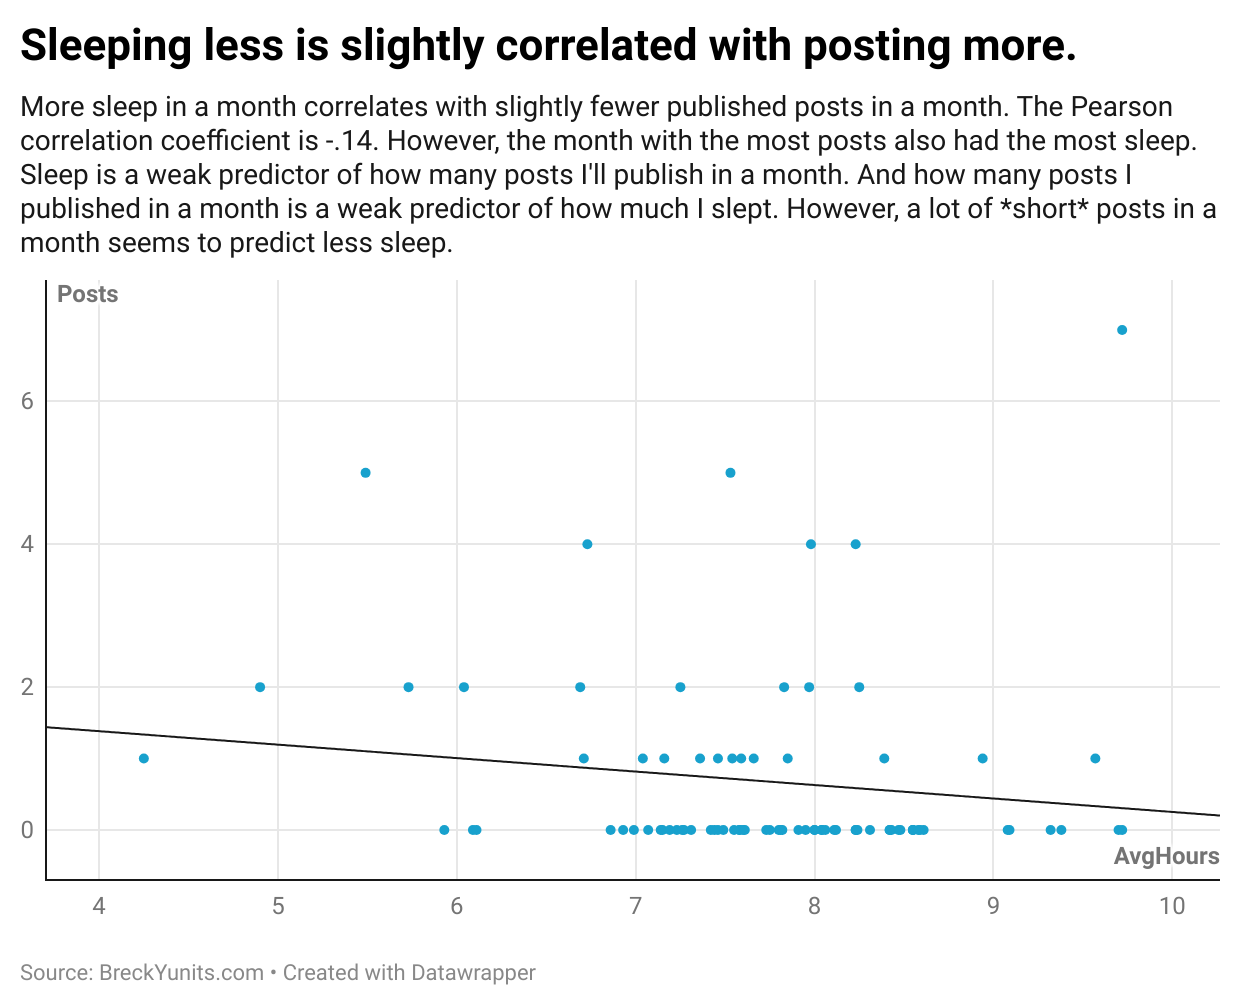 Sleeping less is slightly correlated with posting more.
More sleep in a month correlates with slightly fewer published posts in a month. The Pearson
correlation coefficient is -.14. However, the month with the most posts also had the most sleep.
Sleep is a weak predictor of how many posts I'll publish in a month. And how many posts I
published in a month is a weak predictor of how much I slept. However, a lot of *short* posts in a
month seems to predict less sleep.
Posts
6
4
2
0
AvgHours
4 5 6 7 8 9 10
Source: BreckYunits.com • Created with Datawrapper